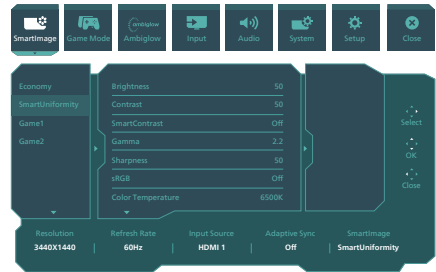 SmartImage
Game Mode
ambiglow
Ambiglow
Input
Audio
System
Setup
Close
Economy
SmartUniformity
Game1
Game2
Brightness 50
Contrast 50
SmartContrast Off
Gamma 2.2
Sharpness 50
sRGB Off
Color Temperature 6500K
Select
OK
Close
Resolution Refresh Rate Input Source Adaptive Sync SmartImage
3440X1440 60Hz HDMI 1 Off SmartUniformity